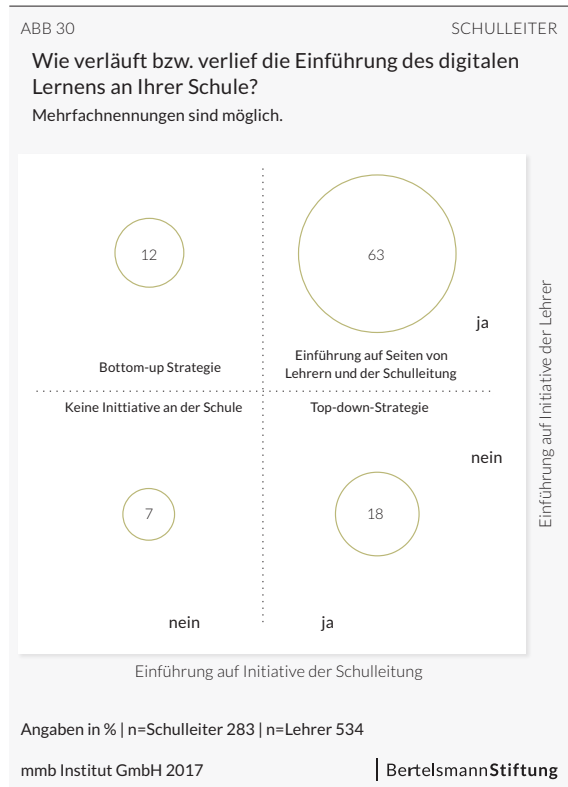 ABB 30
SCHULLEITER
Wie verläuft bzw. verlief die Einführung des digitalen
Lernens an Ihrer Schule?
Mehrfachnennungen sind möglich.
12
63
ja
Bottom-up Strategie
Einführung auf Seiten von
Lehrern und der Schulleitung
Keine Inittiative an der Schule
Top-down-Strategie
nein
7
18
nein
ja
Einführung auf Initiative der Lehrer
Einführung auf Initiative der Schulleitung
Angaben in % | n=Schulleiter 283 | n=Lehrer 534
mmb Institut GmbH 2017
BertelsmannStiftung